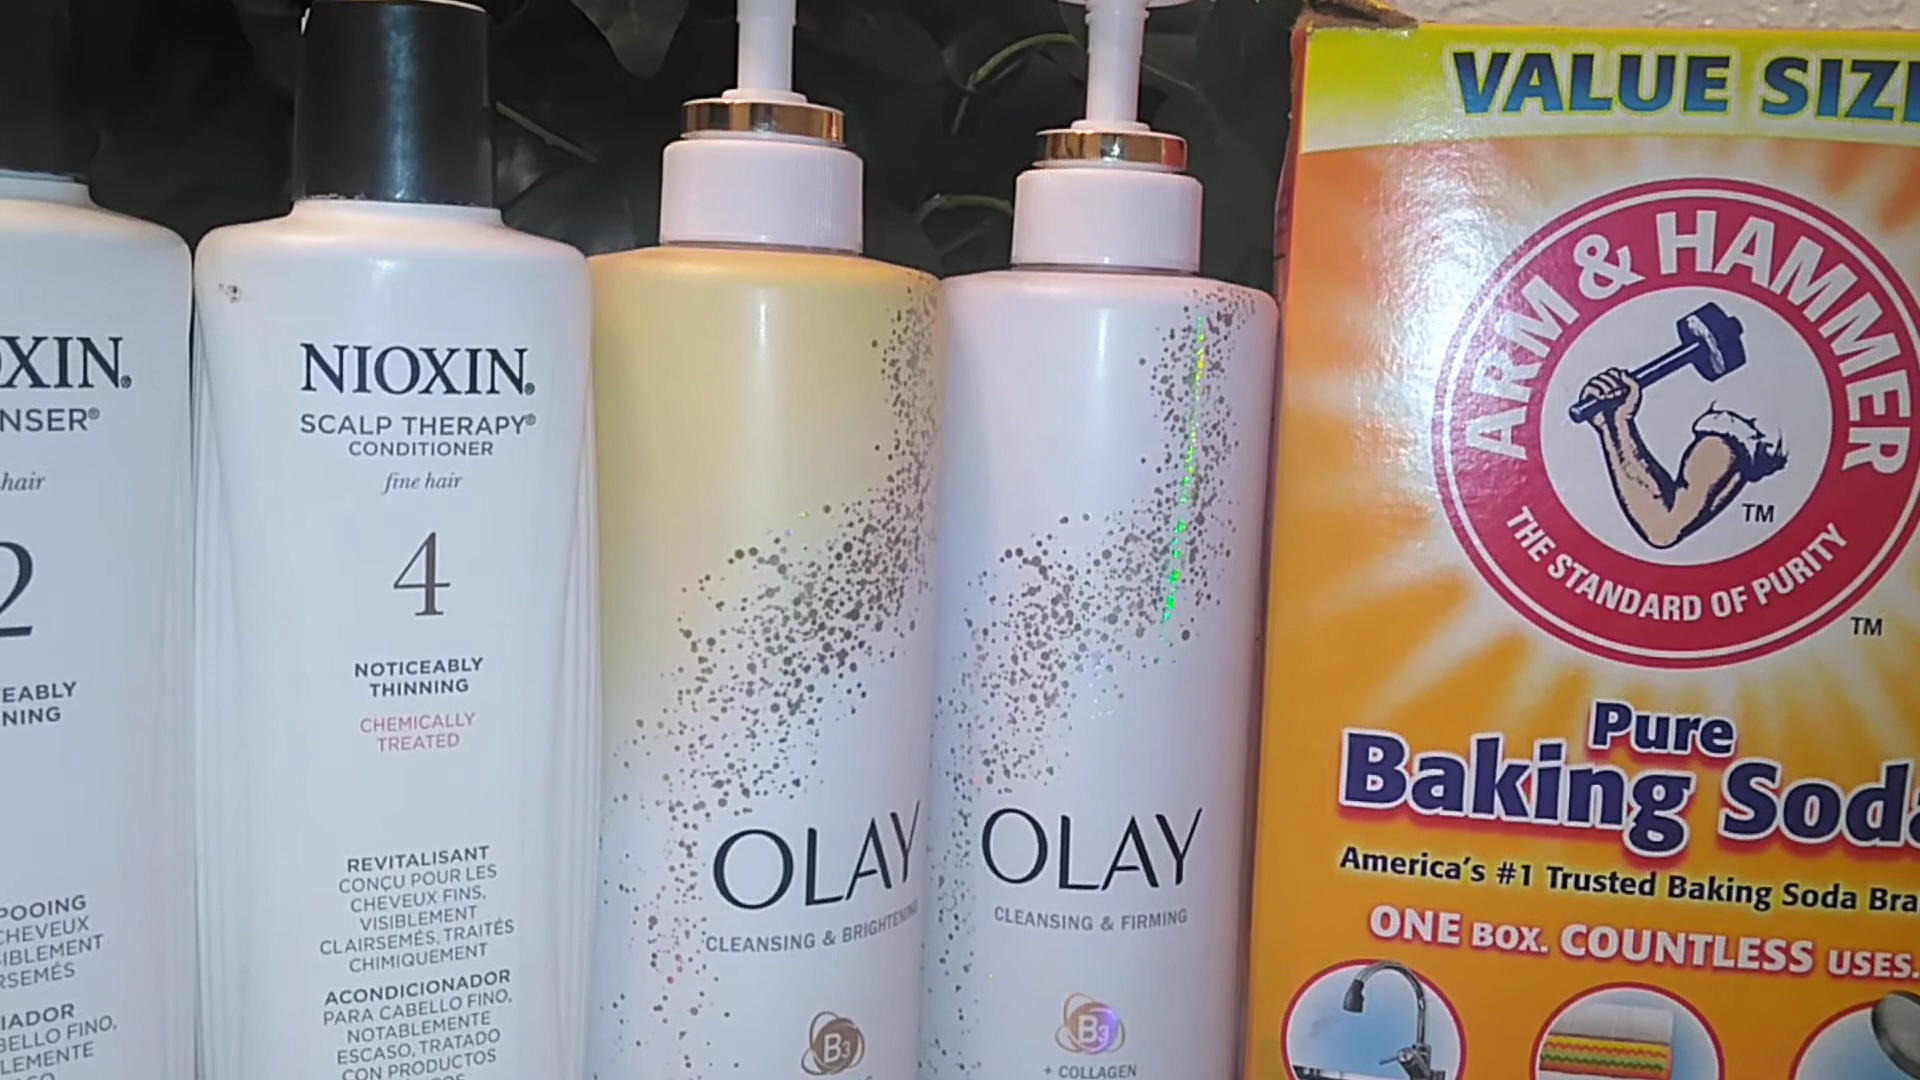 XIN®
NSER®
hair
2
EABLY
NING
POOING
CHEVEUX
SIBLEMENT
RSEMÉS
IADOR
BELLO FINO,
LEMENTE
NIOXIN®
SCALP THERAPY®
CONDITIONER
fine hair
4
NOTICEABLY
THINNING
CHEMICALLY
TREATED
REVITALISANT
CONÇU POUR LES
CHEVEUX FINS,
VISIBLEMENT
CLAIRSEMÉS, TRAITÉS
CHIMIQUEMENT
ACONDICIONADOR
PARA CABELLO FINO,
NOTABLEMENTE
ESCASO, TRATADO
CON PRODUCTOS
OLAY
CLEANSING & BRIGHTENING
B3
OLAY
CLEANSING & FIRMING
B3
+ COLLAGEN
VALUE SIZE
ARM & HAMMER
TM
THE STANDARD OF PURITY
TM
Pure
Baking Soda
America's #1 Trusted Baking Soda Bra
ONE BOX. COUNTLESS USES.